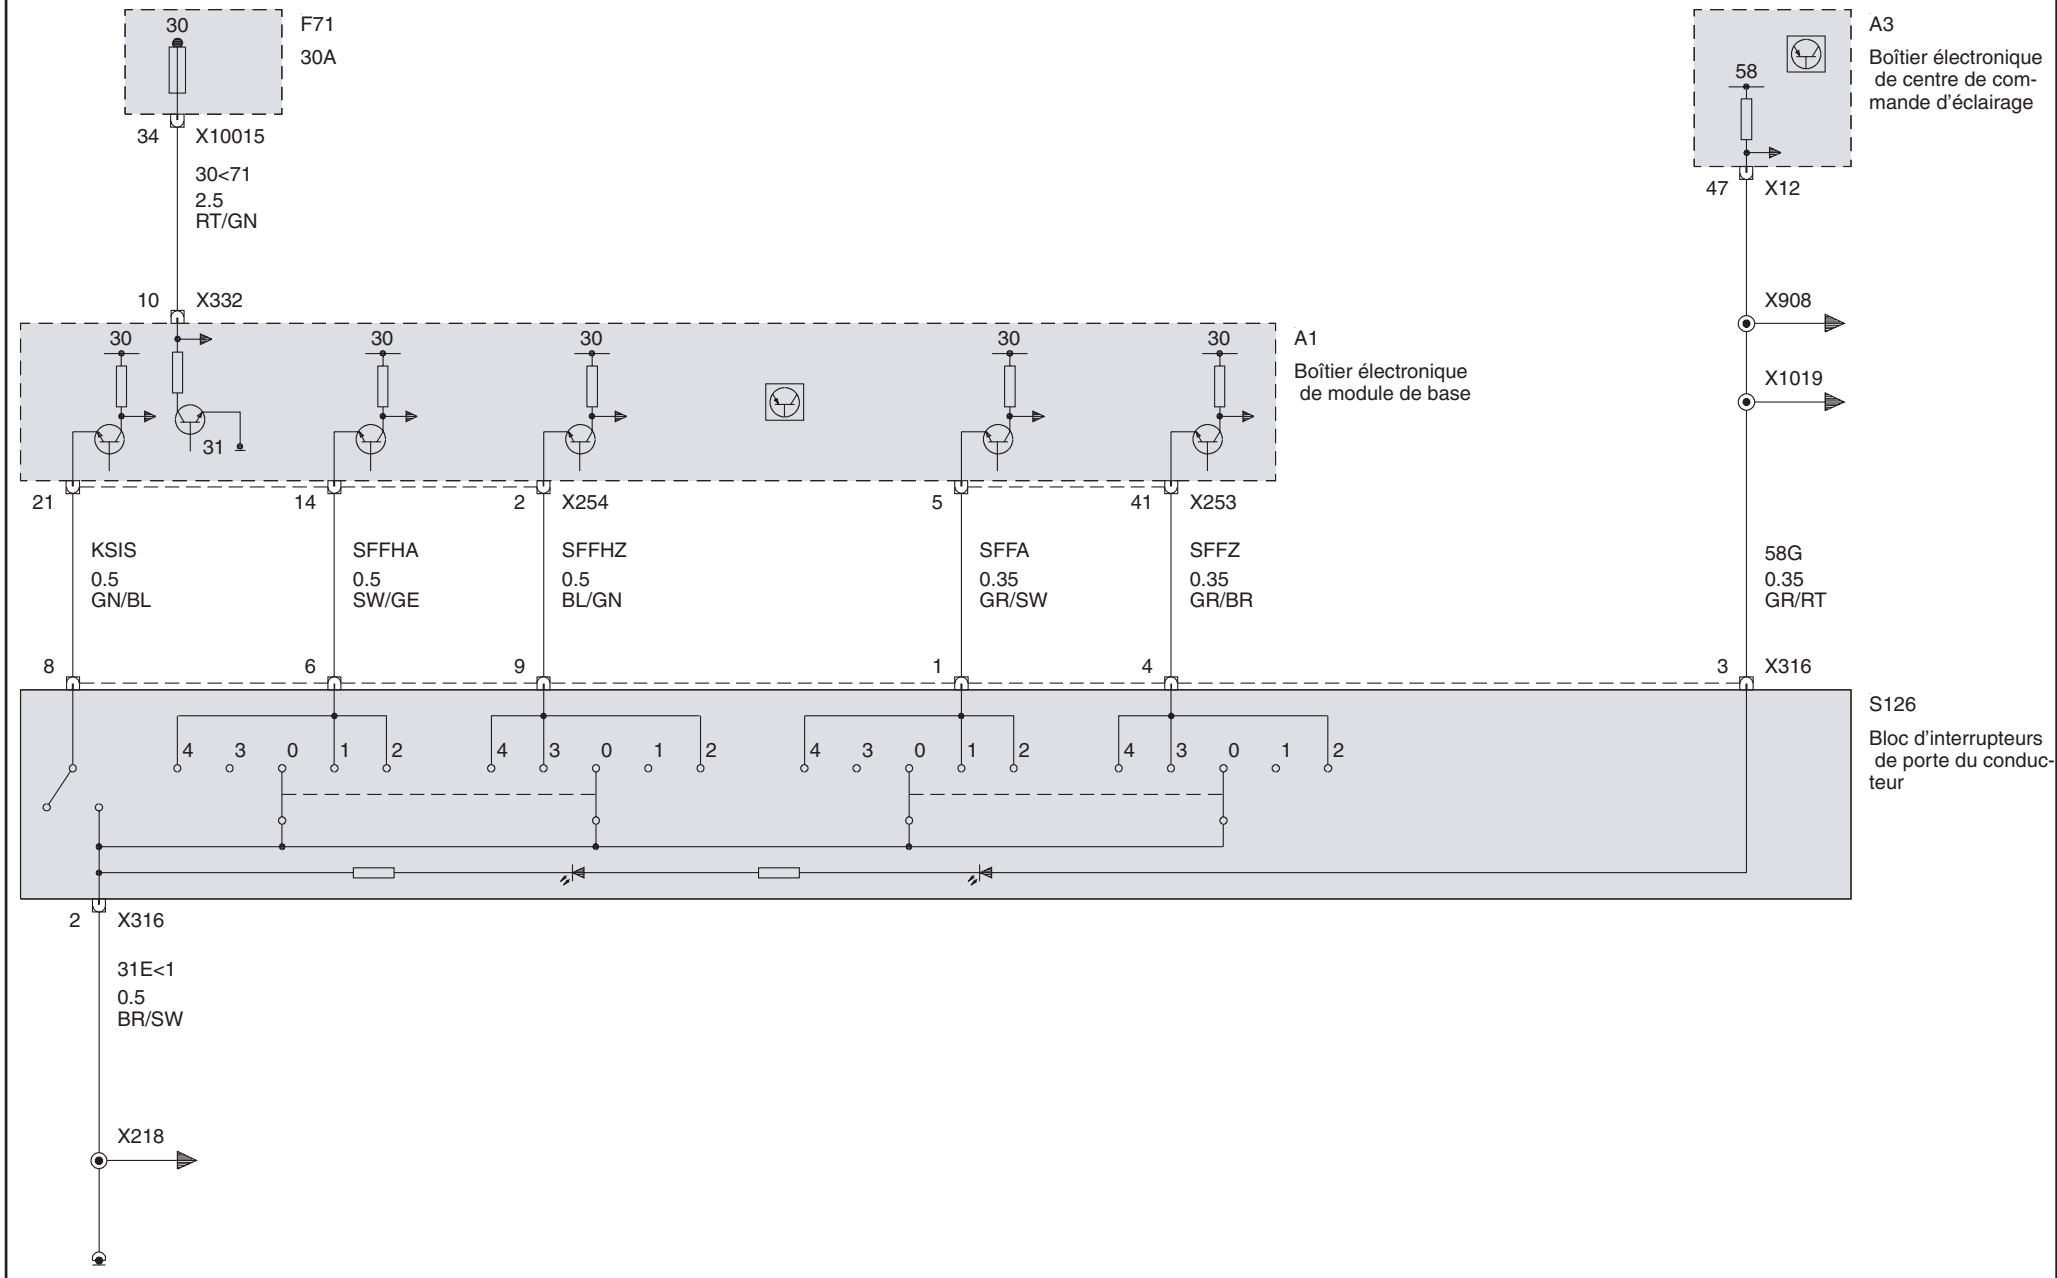 30
F71
30A
34 X10015
30<71
2.5
RT/GN
A3
Boîtier électronique
de centre de com-
mande d'éclairage
58
47 X12
10 X332
X908
30 30 30 30 30
31
A1
Boîtier électronique
de module de base
X1019
21 14 2 X254 5 41 X253
KSIS SFFHA SFFHZ SFFA SFFZ 58G
0.5 0.5 0.5 0.35 0.35 0.35
GN/BL SW/GE BL/GN GR/SW GR/BR GR/RT
8 6 9 1 4 3 X316
S126
Bloc d'interrupteurs
de porte du conduc-
teur
4 3 0 1 2 4 3 0 1 2 4 3 0 1 2 4 3 0 1 2
2 X316
31E<1
0.5
BR/SW
X218